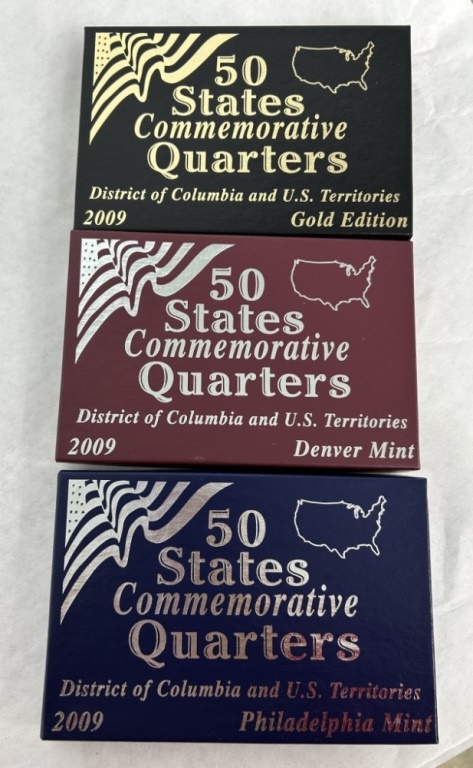 50
States
Commemorative
Quarters
District of Columbia and U.S. Territories
2009 Gold Edition
50
States
Commemorative
Quarters
District of Columbia and U.S. Territories
2009 Denver Mint
50
States
Commemorative
Quarters
District of Columbia and U.S. Territories
2009 Philadelphia Mint